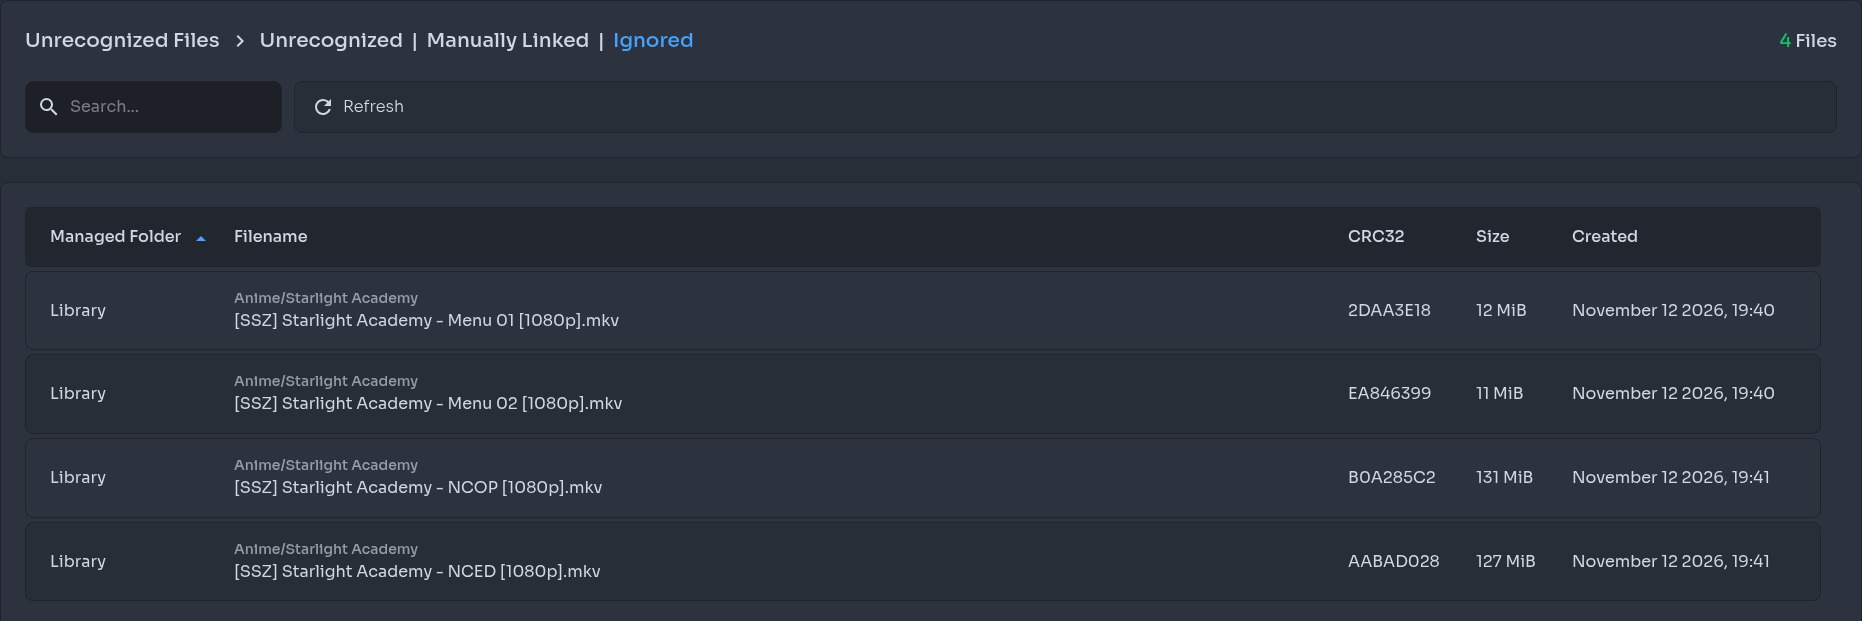 Unrecognized Files > Unrecognized | Manually Linked | Ignored
4 Files
Search...
Refresh
Managed Folder Filename CRC32 Size Created
Anime/Starlight Academy
Library [SSZ] Starlight Academy - Menu 01 [1080p].mkv 2DAA3E18 12 MiB November 12 2026, 19:40
Anime/Starlight Academy
Library [SSZ] Starlight Academy - Menu 02 [1080p].mkv EA846399 11 MiB November 12 2026, 19:40
Anime/Starlight Academy
Library [SSZ] Starlight Academy - NCOP [1080p].mkv B0A285C2 131 MiB November 12 2026, 19:41
Anime/Starlight Academy
Library [SSZ] Starlight Academy - NCED [1080p].mkv AABAD028 127 MiB November 12 2026, 19:41